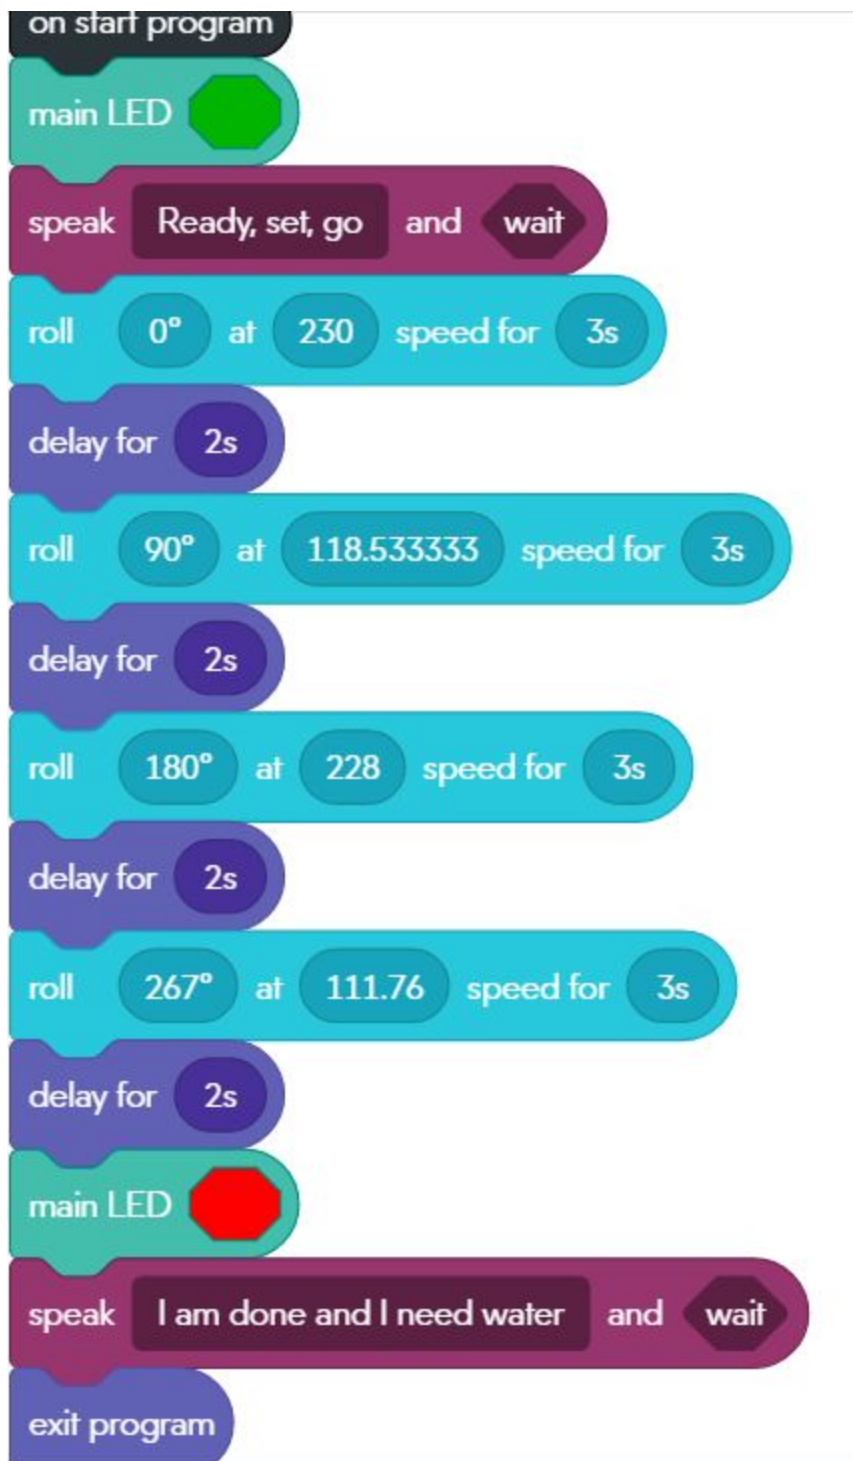 on start program
main LED
speak Ready, set, go and wait
roll 0° at 230 speed for 3s
delay for 2s
roll 90° at 118.533333 speed for 3s
delay for 2s
roll 180° at 228 speed for 3s
delay for 2s
roll 267° at 111.76 speed for 3s
delay for 2s
main LED
speak I am done and I need water and wait
exit program